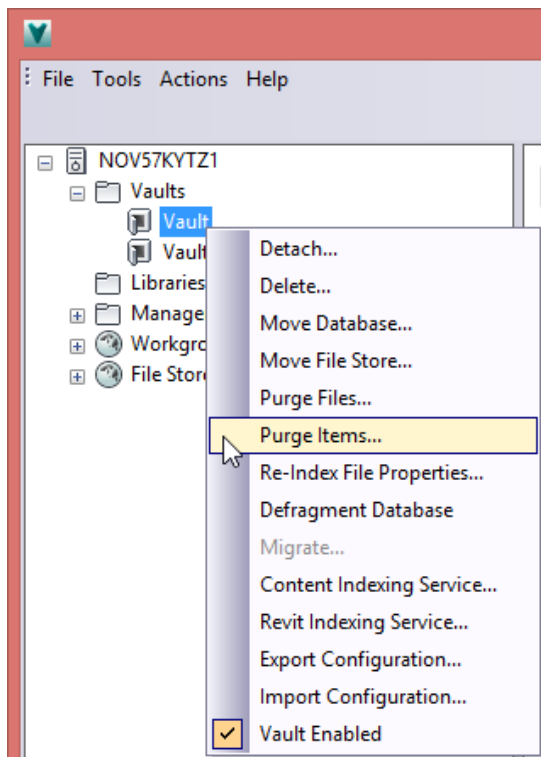 File Tools Actions Help
NOV57KYTZ1
Vaults
Vault
Vault
Libraries
Manage
Workgro
File Stor
Detach...
Delete...
Move Database...
Move File Store...
Purge Files...
Purge Items...
Re-Index File Properties...
Defragment Database
Migrate...
Content Indexing Service...
Revit Indexing Service...
Export Configuration...
Import Configuration...
Vault Enabled